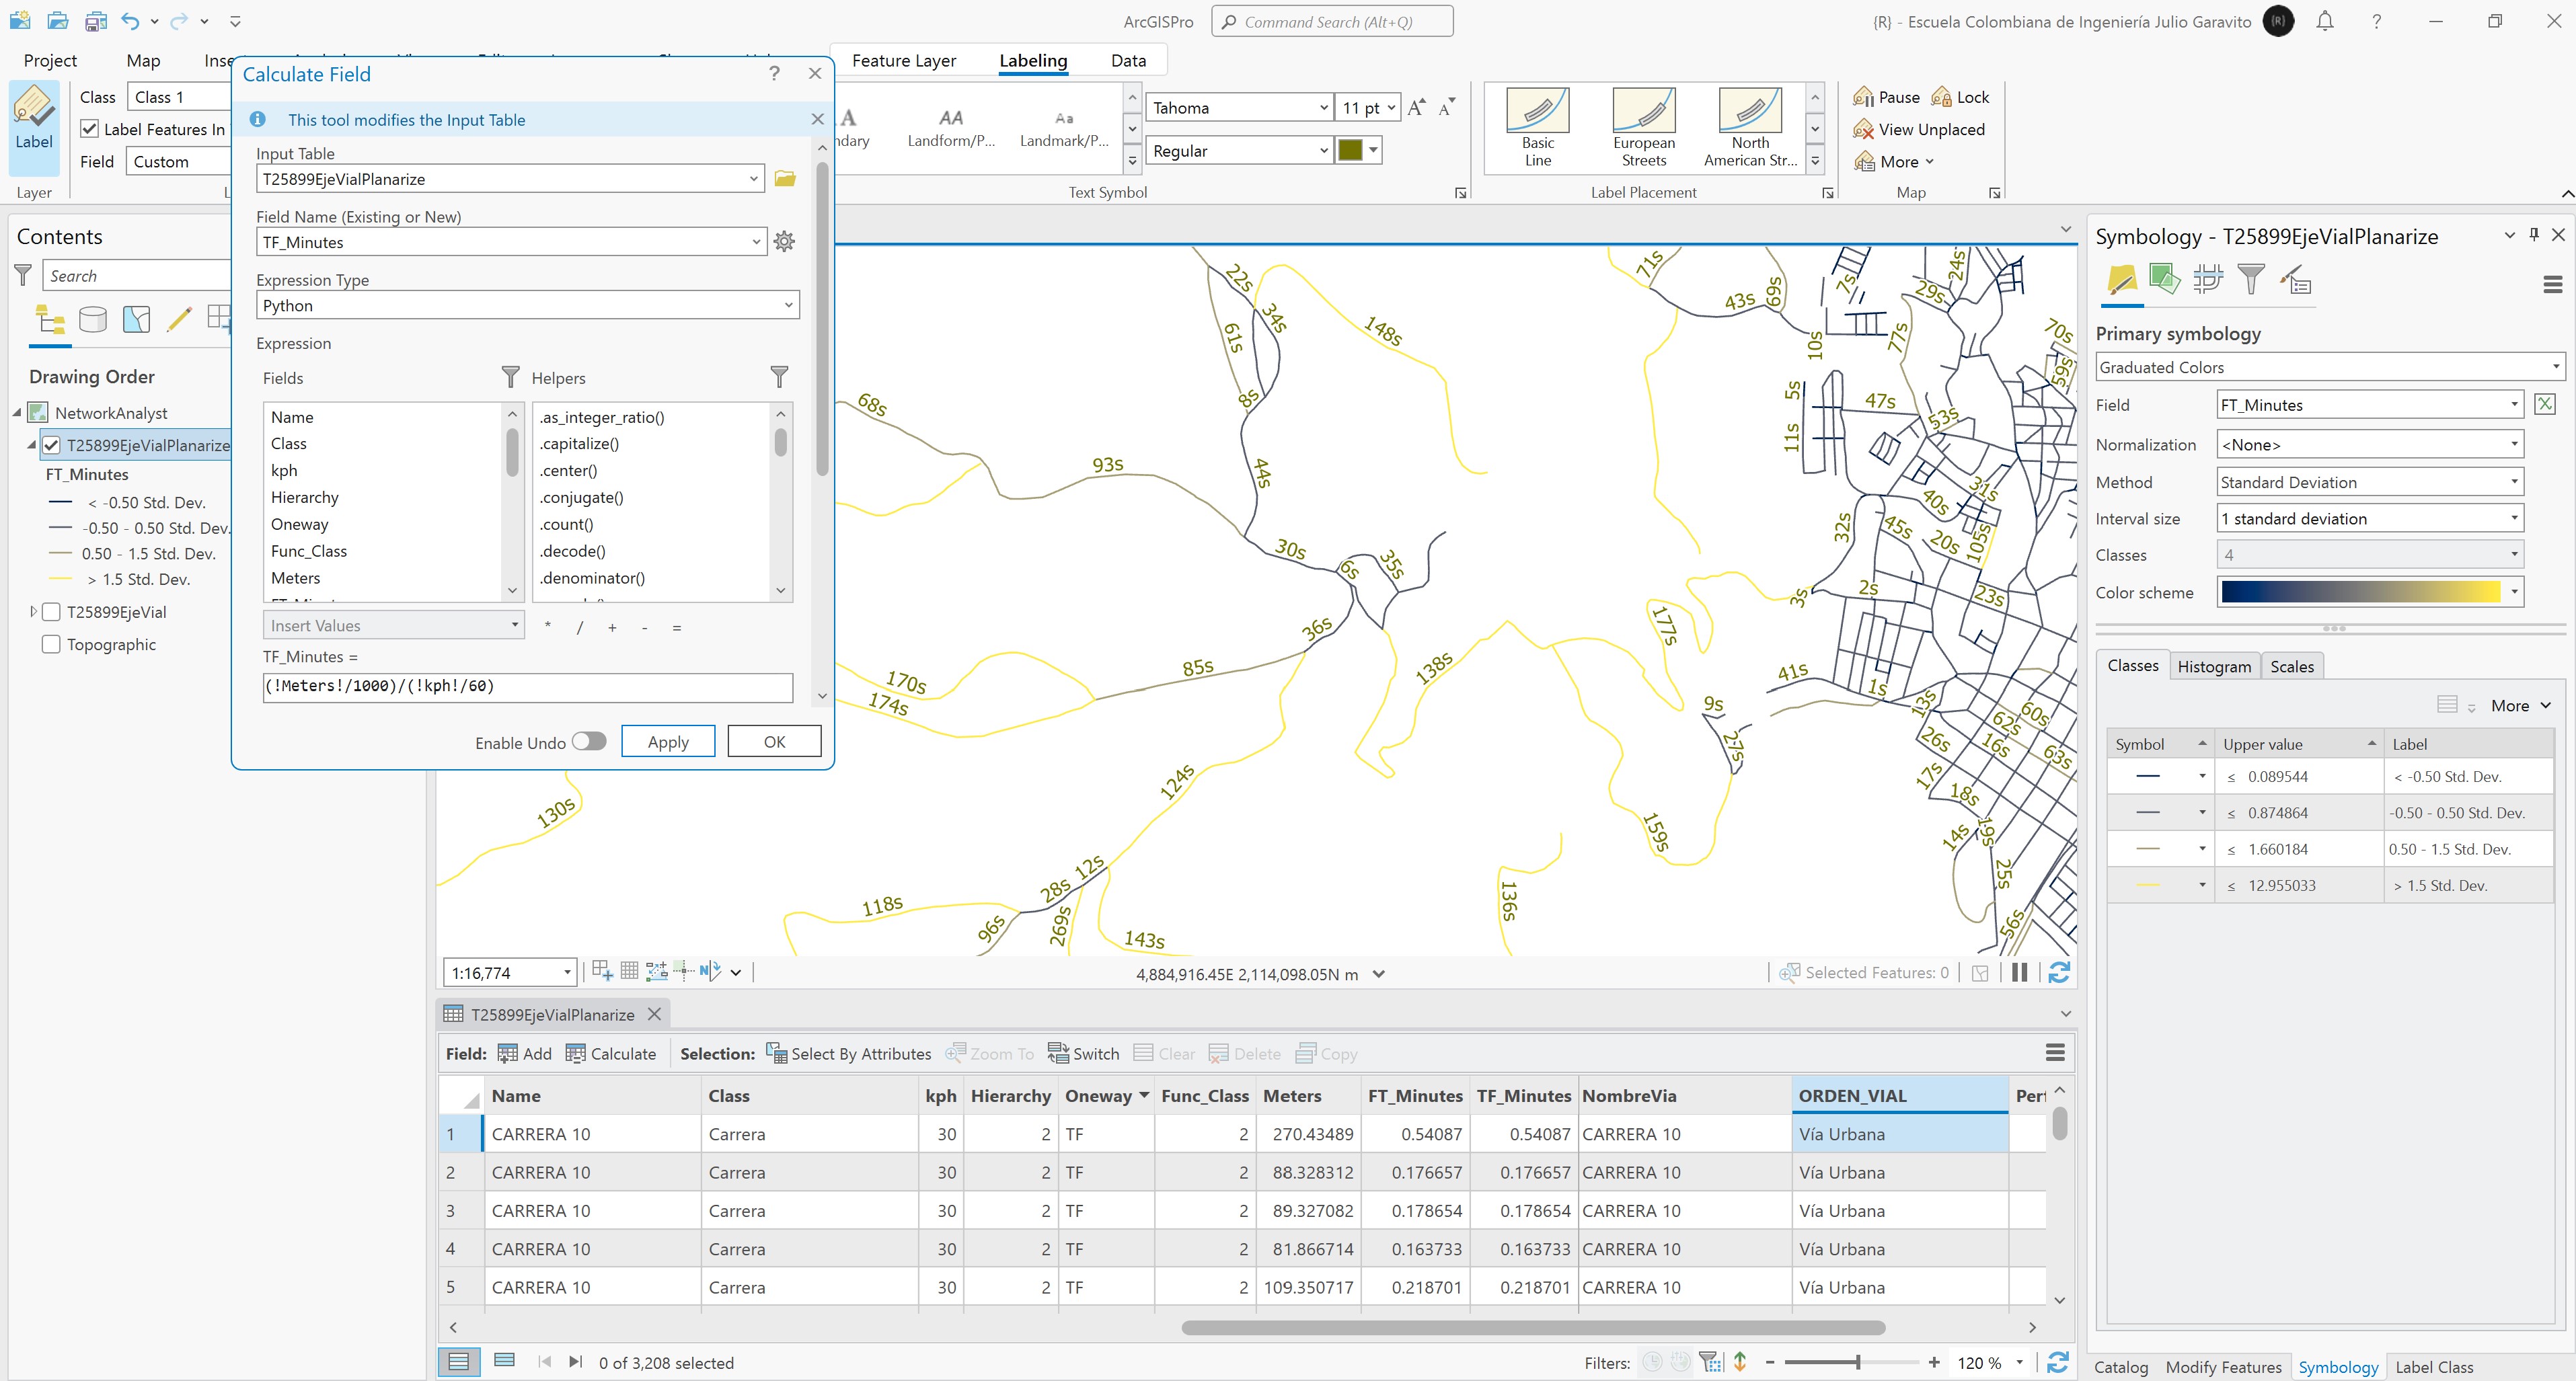 ArcGISPro
Command Search (Alt+Q)
{R} - Escuela Colombiana de Ingeniería Julio Garavito
{R}
Project
Map
Feature Layer
Labeling
Data
Label
Layer
Class
Class 1
Label Features In
Field
Custom
Calculate Field
This tool modifies the Input Table
Input Table
T25899EjeVialPlanarize
Field Name (Existing or New)
TF_Minutes
Expression Type
Python
Expression
Fields
Helpers
Name
Class
kph
Hierarchy
Oneway
Func_Class
Meters
.as_integer_ratio()
.capitalize()
.center()
.conjugate()
.count()
.decode()
.denominator()
Insert Values
* / + - =
TF_Minutes =
(!Meters!/1000)/(!kph!/60)
Enable Undo
Apply
OK
AA
Landform/P...
Aa
Landmark/P...
Tahoma
11 pt
Regular
Text Symbol
Basic Line
European Streets
North American Str...
Label Placement
Pause
Lock
View Unplaced
More
Map
Contents
Search
Drawing Order
NetworkAnalyst
T25899EjeVialPlanarize
FT_Minutes
< -0.50 Std. Dev.
-0.50 - 0.50 Std. Dev.
0.50 - 1.5 Std. Dev.
> 1.5 Std. Dev.
T25899EjeVial
Topographic
22s
34s
61s
148s
8s
68s
93s
44s
30s
6s
35s
36s
85s
170s
174s
138s
124s
130s
118s
28s
12s
96s
269s
143s
136s
159s
177s
9s
27s
71s
43s
69s
7s
29s
24s
10s
77s
70s
59s
5s
47s
53s
11s
31s
40s
32s
45s
20s
105s
3s
2s
23s
41s
1s
13s
60s
62s
26s
16s
63s
17s
18s
14s
19s
25s
56s
1:16,774
4,884,916.45E 2,114,098.05N m
Selected Features: 0
T25899EjeVialPlanarize
Field:
Add
Calculate
Selection:
Select By Attributes
Zoom To
Switch
Clear
Delete
Copy
Name Class kph Hierarchy Oneway Func_Class Meters FT_Minutes TF_Minutes NombreVia ORDEN_VIAL
1 CARRERA 10 Carrera 30 2 TF 2 270.43489 0.54087 0.54087 CARRERA 10 Vía Urbana
2 CARRERA 10 Carrera 30 2 TF 2 88.328312 0.176657 0.176657 CARRERA 10 Vía Urbana
3 CARRERA 10 Carrera 30 2 TF 2 89.327082 0.178654 0.178654 CARRERA 10 Vía Urbana
4 CARRERA 10 Carrera 30 2 TF 2 81.866714 0.163733 0.163733 CARRERA 10 Vía Urbana
5 CARRERA 10 Carrera 30 2 TF 2 109.350717 0.218701 0.218701 CARRERA 10 Vía Urbana
0 of 3,208 selected
Filters:
120 %
Symbology - T25899EjeVialPlanarize
Primary symbology
Graduated Colors
Field
FT_Minutes
Normalization
<None>
Method
Standard Deviation
Interval size
1 standard deviation
Classes
4
Color scheme
Classes
Histogram
Scales
More
Symbol Upper value Label
≤ 0.089544 < -0.50 Std. Dev.
≤ 0.874864 -0.50 - 0.50 Std. Dev.
≤ 1.660184 0.50 - 1.5 Std. Dev.
≤ 12.955033 > 1.5 Std. Dev.
Catalog
Modify Features
Symbology
Label Class